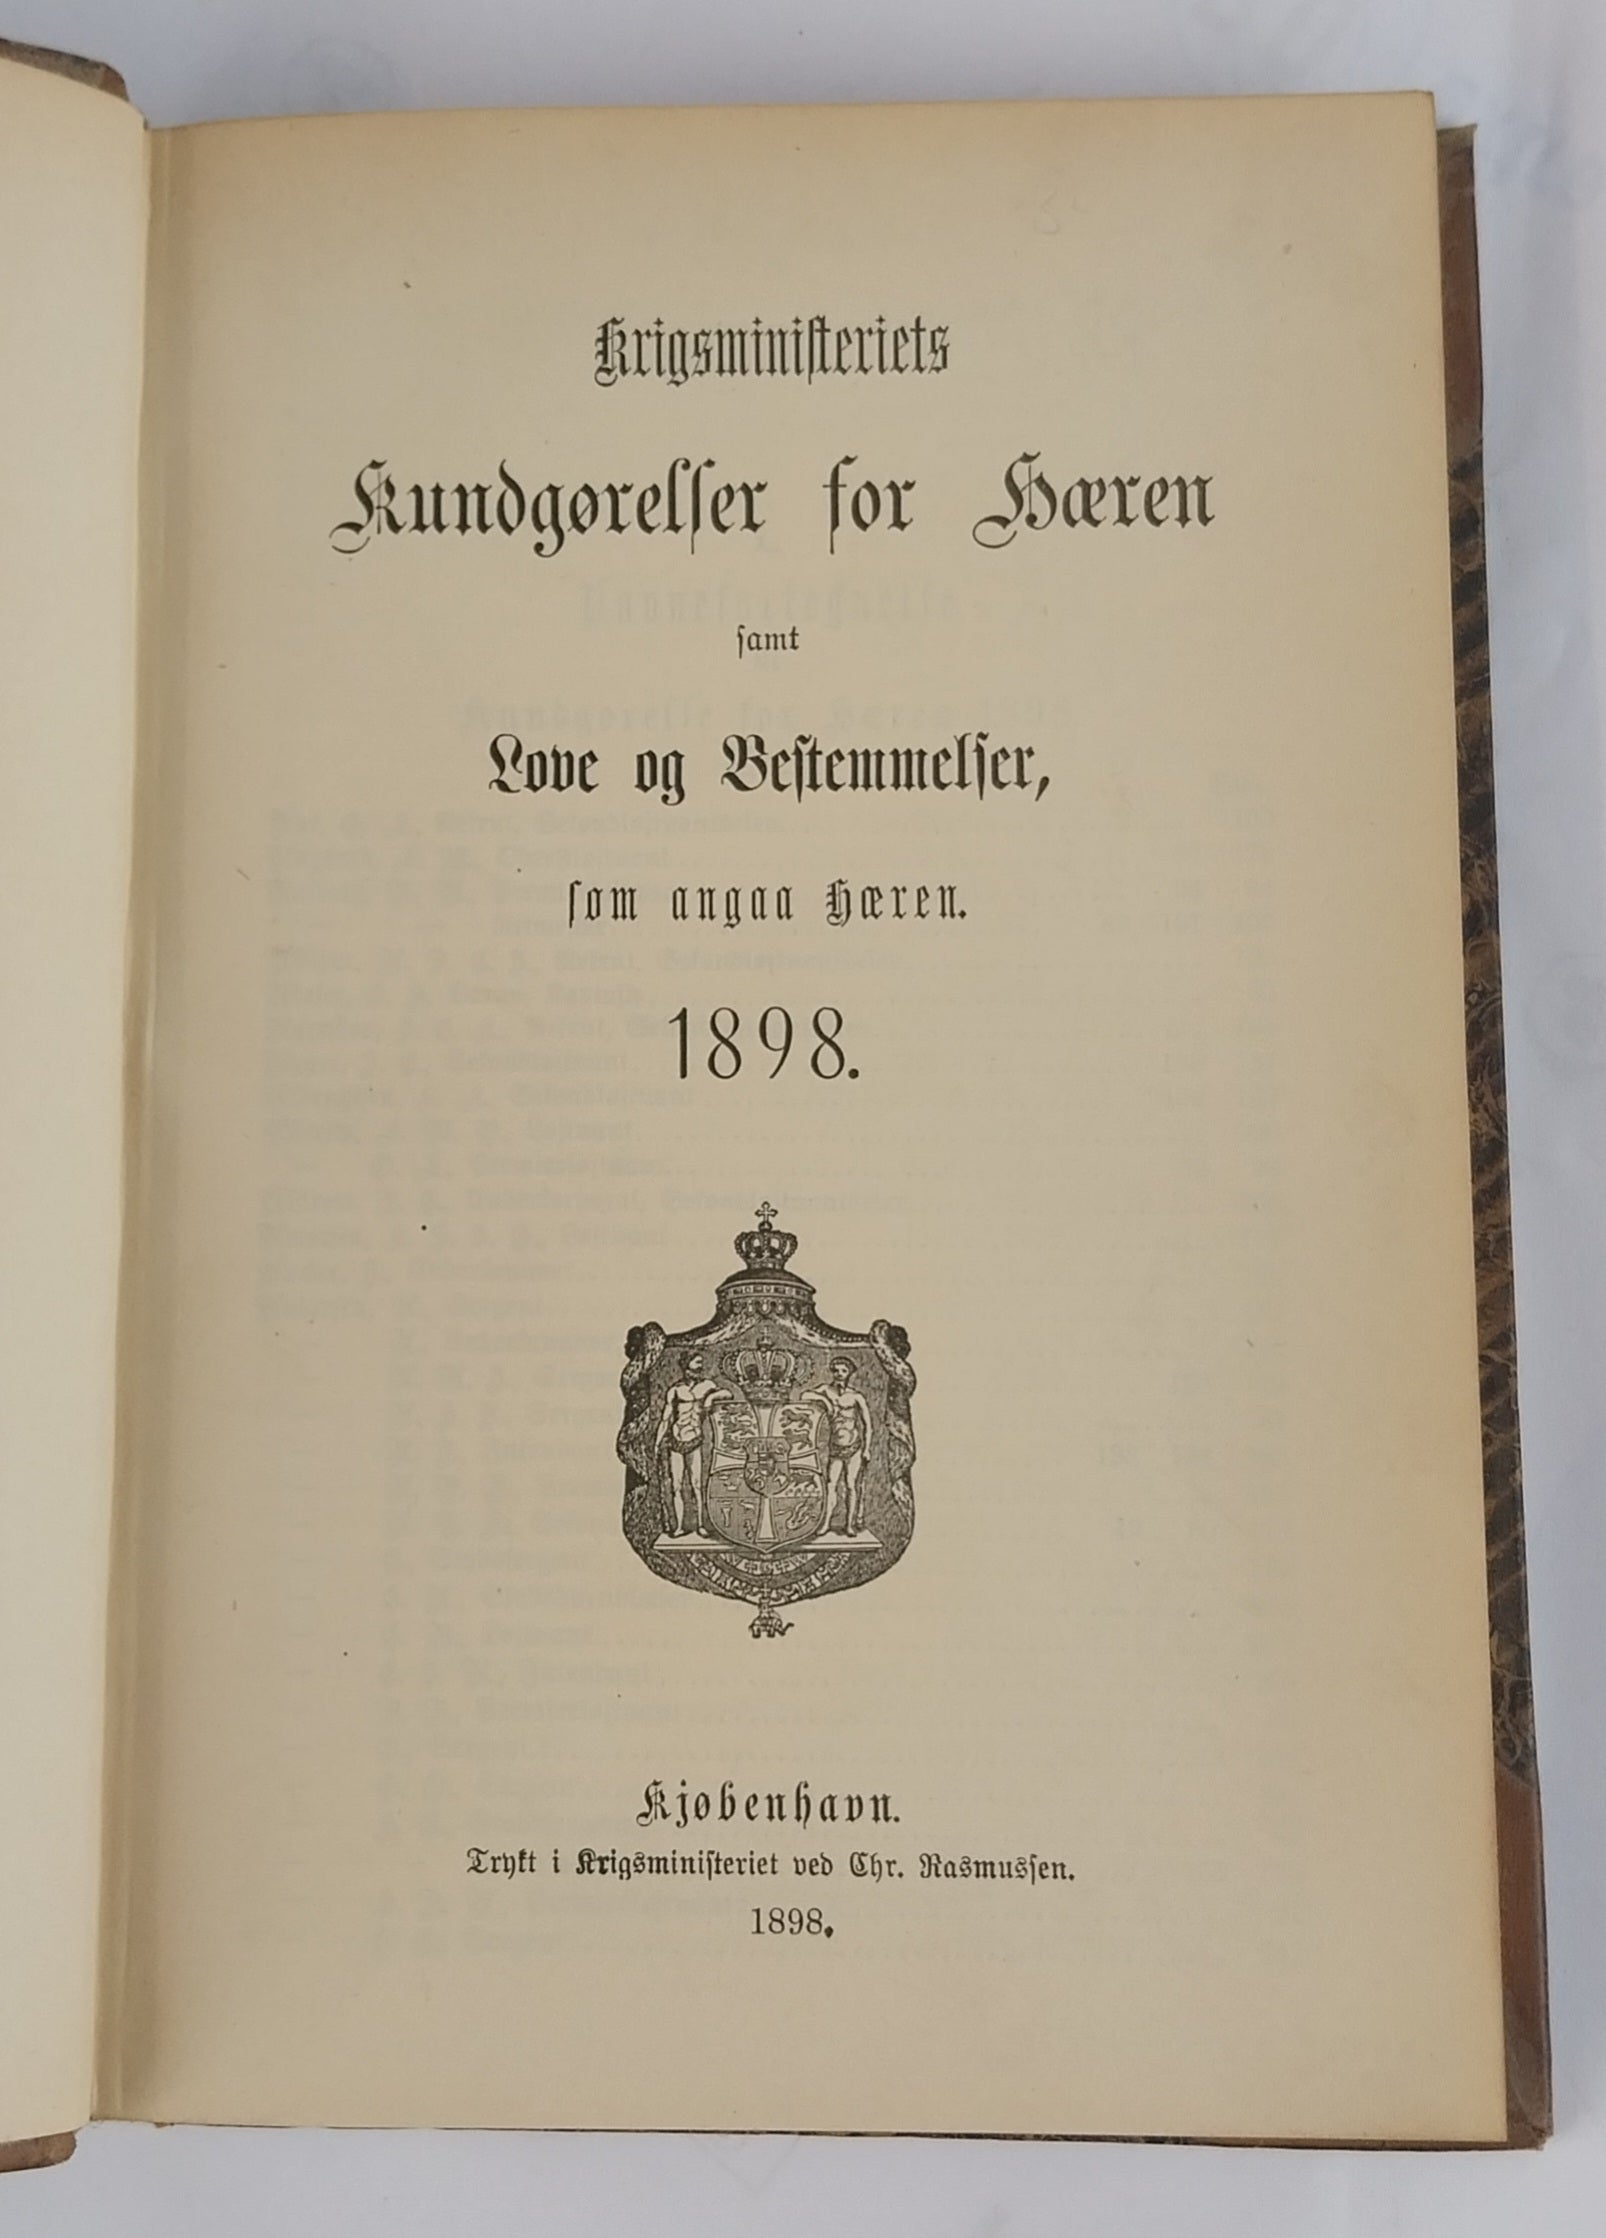 Krigsministeriets
Kundgørelser for Hæren
samt
Love og Bestemmelser,
som angaa Hæren.
1898.
Kjøbenhavn.
Trykt i Krigsministeriet ved Chr. Rasmussen.
1898.